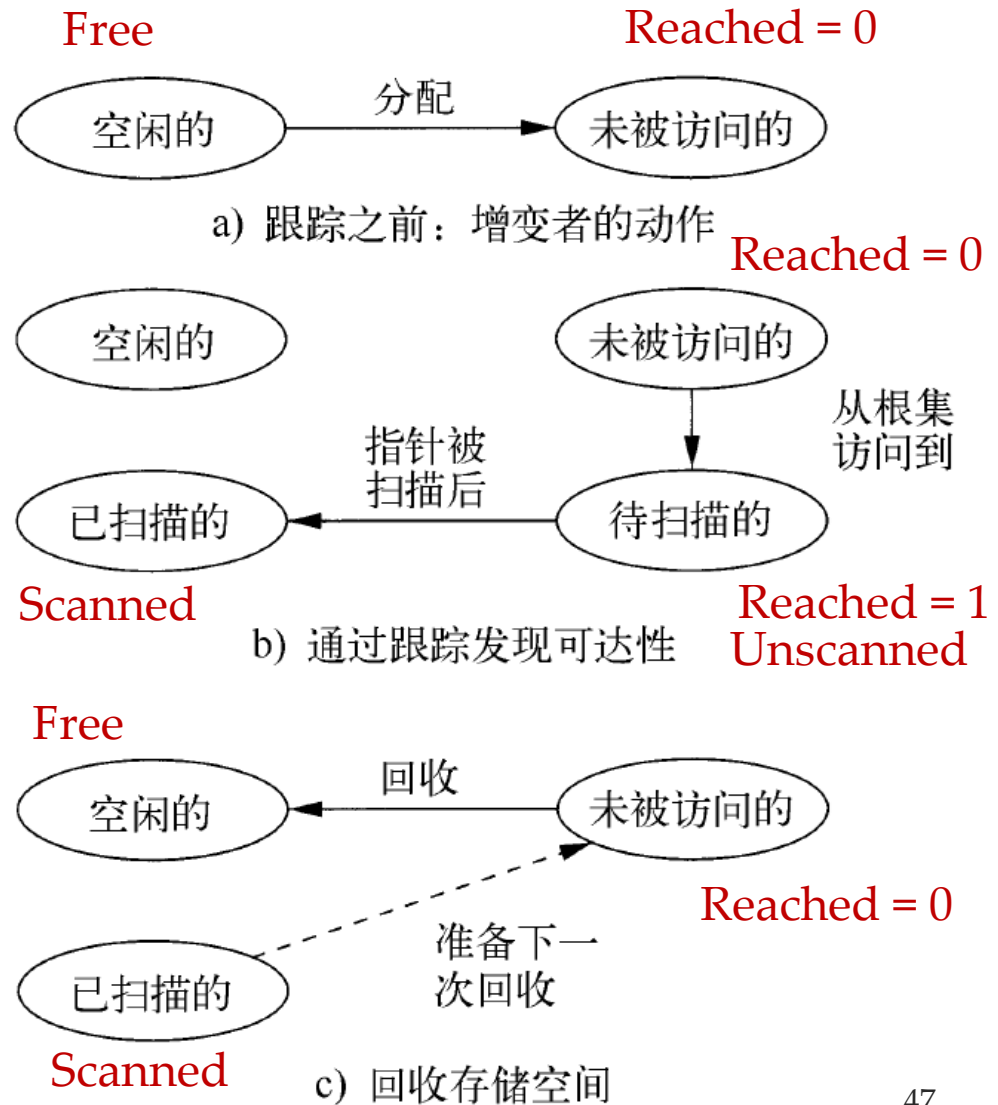 Free
Reached = 0
分配
空闲的
未被访问的
a) 跟踪之前：增变者的动作
Reached = 0
空闲的
未被访问的
从根集
访问到
指针被
扫描后
已扫描的
待扫描的
Scanned
Reached = 1
b) 通过跟踪发现可达性
Unscanned
Free
回收
空闲的
未被访问的
Reached = 0
准备下一
次回收
已扫描的
Scanned
c) 回收存储空间
47